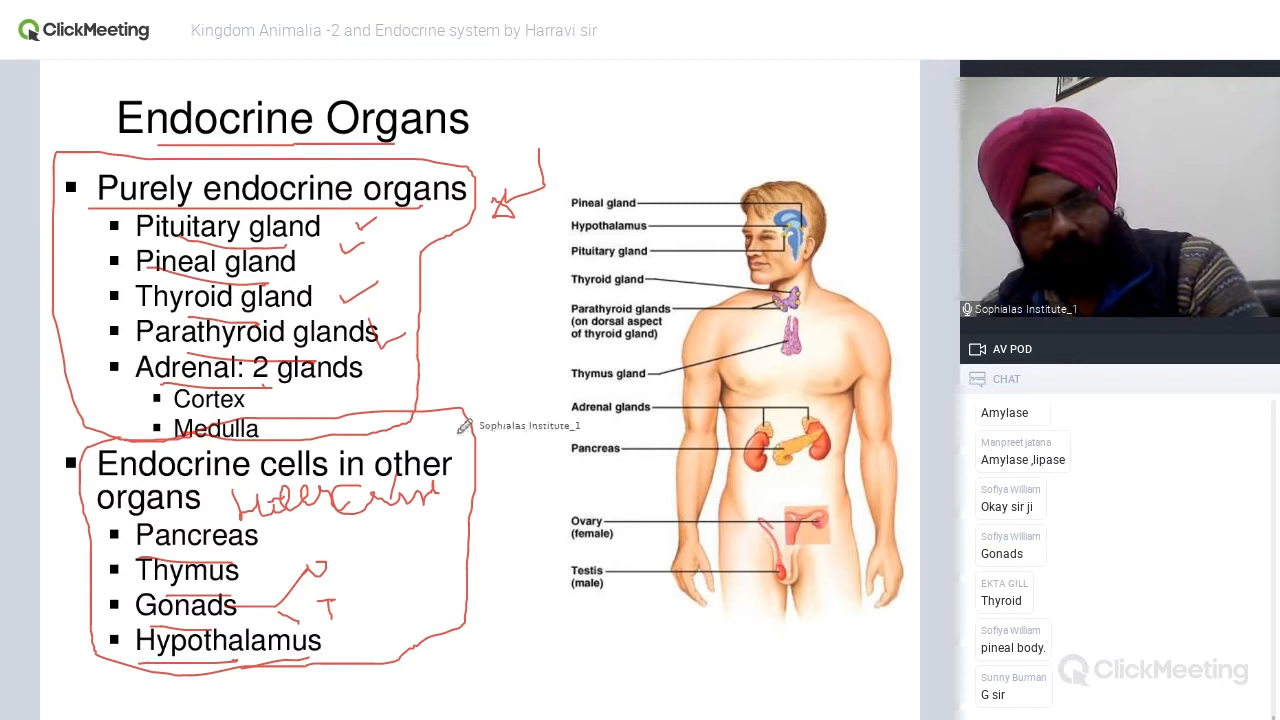 ClickMeeting
Kingdom Animalia -2 and Endocrine system by Harravi sir
Endocrine Organs
Purely endocrine organs
Pituitary gland
Pineal gland
Thyroid gland
Parathyroid glands
Adrenal: 2 glands
Cortex
Medulla
Endocrine cells in other
organs
Pancreas
Thymus
Gonads
T
Hypothalamus
Sophialas Institute_1
Pineal gland
Hypothalamus
Pituitary gland
Thyroid gland
Parathyroid glands
(on dorsal aspect
of thyroid gland)
Thymus gland
Adrenal glands
Pancreas
Ovary
(female)
Testis
(male)
Sophialas Institute_1
AV POD
CHAT
Amylase
Manpreet jatana
Amylase ,lipase
Sofiya William
Okay sir ji
Sofiya William
Gonads
EKTA GILL
Thyroid
Sofiya William
pineal body.
Sunny Burman
G sir
ClickMeeting